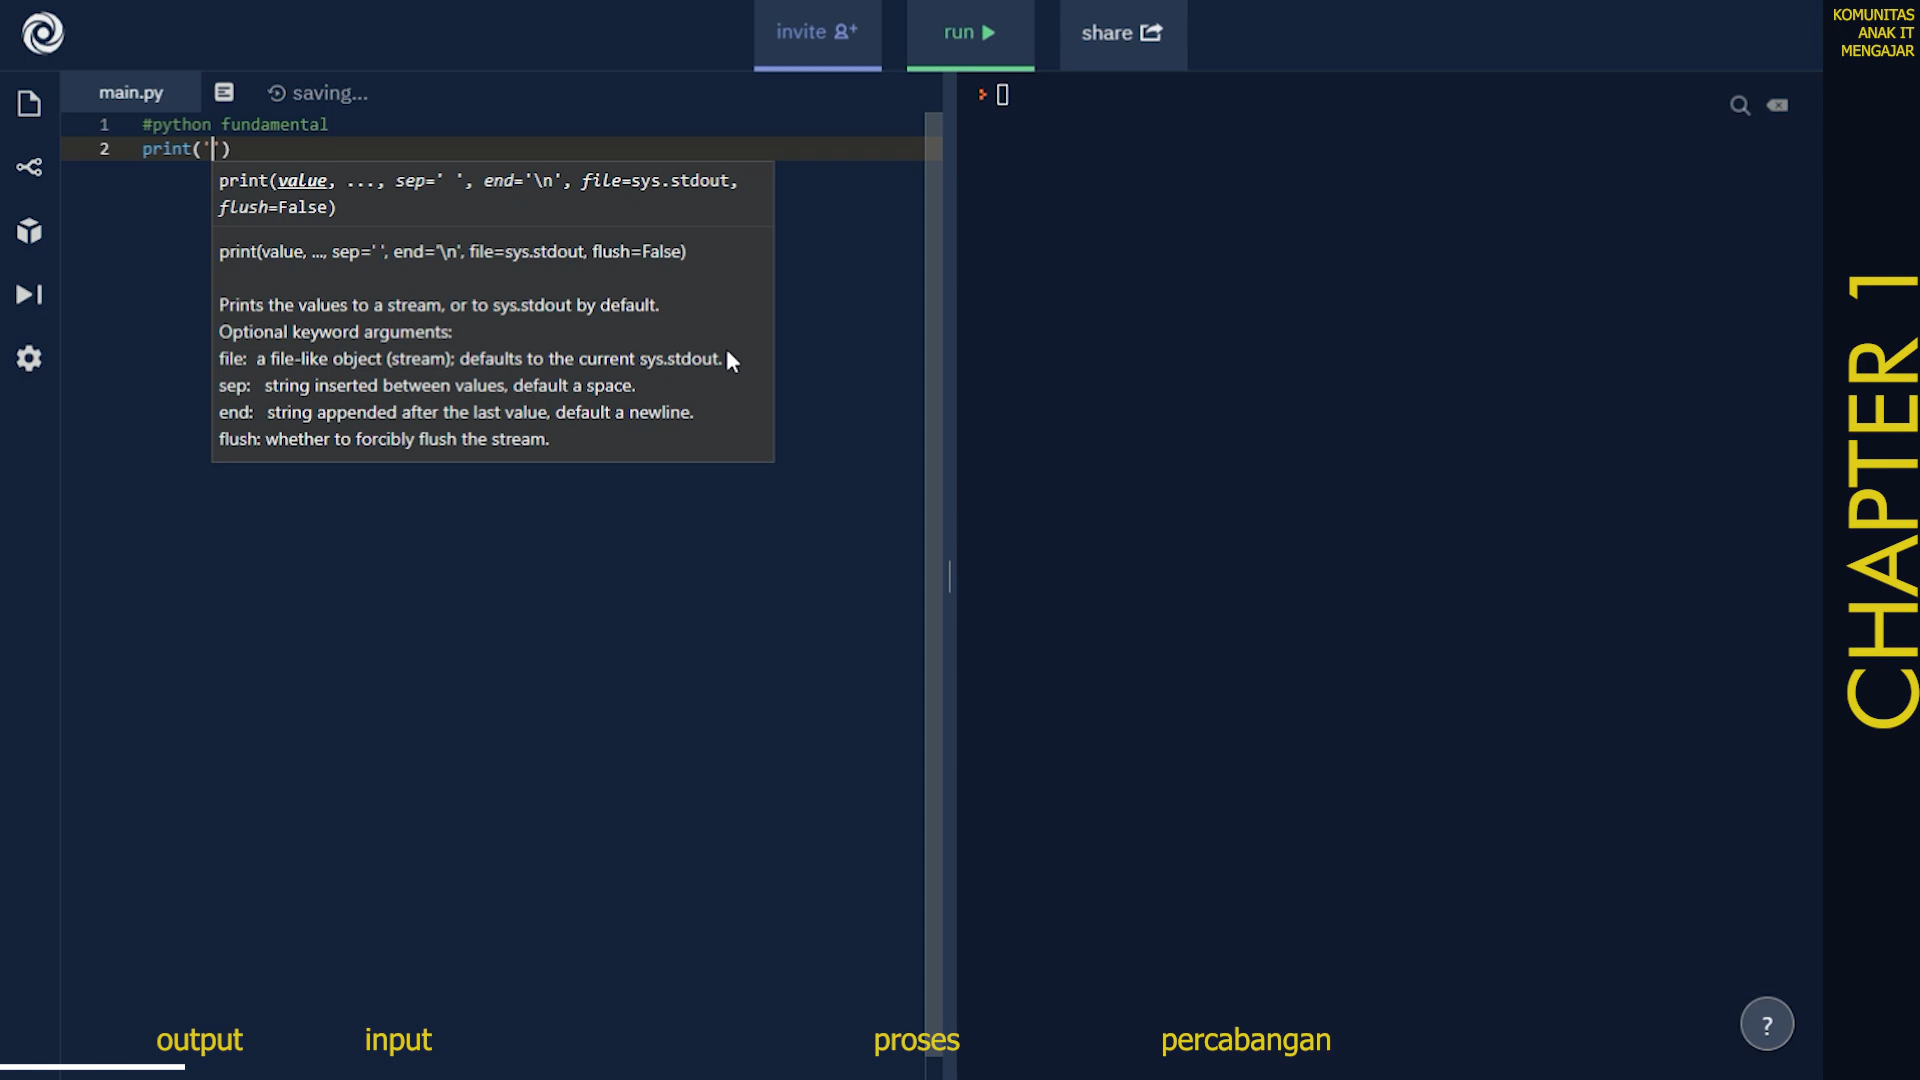 invite
run
share
KOMUNITAS
ANAK IT
MENGAJAR
main.py
saving...
1 #python fundamental
2 print('')
print(value, ..., sep=' ', end='\n', file=sys.stdout,
flush=False)
print(value, ..., sep=' ', end='\n', file=sys.stdout, flush=False)
Prints the values to a stream, or to sys.stdout by default.
Optional keyword arguments:
file: a file-like object (stream); defaults to the current sys.stdout.
sep: string inserted between values, default a space.
end: string appended after the last value, default a newline.
flush: whether to forcibly flush the stream.
CHAPTER 1
output input proses percabangan
?